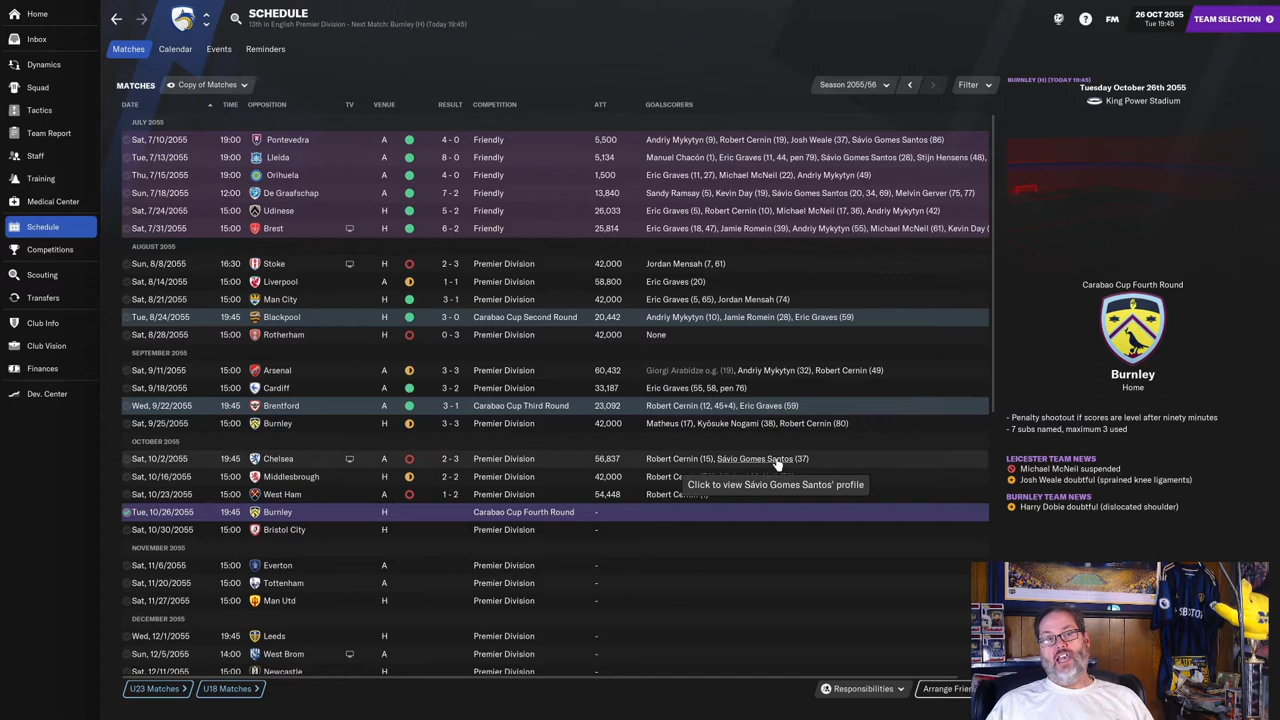 Home
SCHEDULE
13th in English Premier Division - Next Match: Burnley (H) (Today 19:45)
FM
26 OCT 2055
Tue 19:45
TEAM SELECTION
Inbox
Dynamics
Squad
Tactics
Team Report
Staff
Training
Medical Center
Schedule
Competitions
Scouting
Transfers
Club Info
Club Vision
Finances
Dev. Center
Matches Calendar Events Reminders
MATCHES Copy of Matches Season 2055/56 Filter
DATE TIME OPPOSITION TV VENUE RESULT COMPETITION ATT GOALSCORERS
JULY 2055
Sat, 7/10/2055 19:00 Pontevedra A 4 - 0 Friendly 5,500 Andriy Mykytyn (9), Robert Cernin (19), Josh Weale (37), Sávio Gomes Santos (86)
Tue, 7/13/2055 19:00 Lleida A 8 - 0 Friendly 5,134 Manuel Chacón (1), Eric Graves (11, 44, pen 79), Sávio Gomes Santos (28), Stijn Hensens (48),
Thu, 7/15/2055 19:00 Orihuela A 4 - 0 Friendly 1,500 Eric Graves (11, 27), Michael McNeil (22), Andriy Mykytyn (49)
Sun, 7/18/2055 12:00 De Graafschap A 7 - 2 Friendly 13,840 Sandy Ramsay (5), Kevin Day (19), Sávio Gomes Santos (20, 34, 69), Melvin Gerver (75, 77)
Sat, 7/24/2055 15:00 Udinese H 5 - 2 Friendly 26,033 Eric Graves (5), Robert Cernin (10), Michael McNeil (17, 36), Andriy Mykytyn (42)
Sat, 7/31/2055 15:00 Brest H 6 - 2 Friendly 25,814 Eric Graves (18, 47), Jamie Romein (39), Andriy Mykytyn (55), Michael McNeil (61), Kevin Day (
AUGUST 2055
Sun, 8/8/2055 16:30 Stoke H 2 - 3 Premier Division 42,000 Jordan Mensah (7, 61)
Sat, 8/14/2055 15:00 Liverpool A 1 - 1 Premier Division 58,800 Eric Graves (20)
Sat, 8/21/2055 15:00 Man City H 3 - 1 Premier Division 42,000 Eric Graves (5, 65), Jordan Mensah (74)
Tue, 8/24/2055 19:45 Blackpool H 3 - 0 Carabao Cup Second Round 20,442 Andriy Mykytyn (10), Jamie Romein (28), Eric Graves (59)
Sat, 8/28/2055 15:00 Rotherham H 0 - 3 Premier Division 42,000 None
SEPTEMBER 2055
Sat, 9/11/2055 15:00 Arsenal A 3 - 3 Premier Division 60,432 Giorgi Arabidze o.g. (19), Andriy Mykytyn (32), Robert Cernin (49)
Sat, 9/18/2055 15:00 Cardiff A 3 - 2 Premier Division 33,187 Eric Graves (55, 58, pen 76)
Wed, 9/22/2055 19:45 Brentford A 3 - 1 Carabao Cup Third Round 23,092 Robert Cernin (12, 45+4), Eric Graves (59)
Sat, 9/25/2055 15:00 Burnley H 3 - 3 Premier Division 42,000 Matheus (17), Kyōsuke Nogami (38), Robert Cernin (80)
OCTOBER 2055
Sat, 10/2/2055 15:00 Chelsea A 2 - 3 Premier Division 56,837 Robert Cernin (15), Sávio Gomes Santos (37)
Sat, 10/16/2055 15:00 Middlesbrough H 2 - 2 Premier Division 42,000 Robert Ce
Click to view Sávio Gomes Santos' profile
Sat, 10/23/2055 15:00 West Ham A 1 - 2 Premier Division 54,448 Robert Cer
Tue, 10/26/2055 19:45 Burnley H Carabao Cup Fourth Round -
Sat, 10/30/2055 15:00 Bristol City H Premier Division -
NOVEMBER 2055
Sat, 11/6/2055 15:00 Everton A Premier Division -
Sat, 11/20/2055 15:00 Tottenham A Premier Division -
Sat, 11/27/2055 15:00 Man Utd H Premier Division -
DECEMBER 2055
Wed, 12/1/2055 19:45 Leeds H Premier Division -
Sun, 12/5/2055 14:00 West Brom A Premier Division -
Sat, 12/11/2055 15:00 Newcastle H Premier Division -
U23 Matches U18 Matches Responsibilities Arrange Frien
BURNLEY (H) (TODAY 19:45)
Tuesday October 26th 2055
King Power Stadium
Carabao Cup Fourth Round
Burnley
Home
- Penalty shootout if scores are level after ninety minutes
- 7 subs named, maximum 3 used
LEICESTER TEAM NEWS
Michael McNeil suspended
Josh Weale doubtful (sprained knee ligaments)
BURNLEY TEAM NEWS
Harry Dobie doubtful (dislocated shoulder)